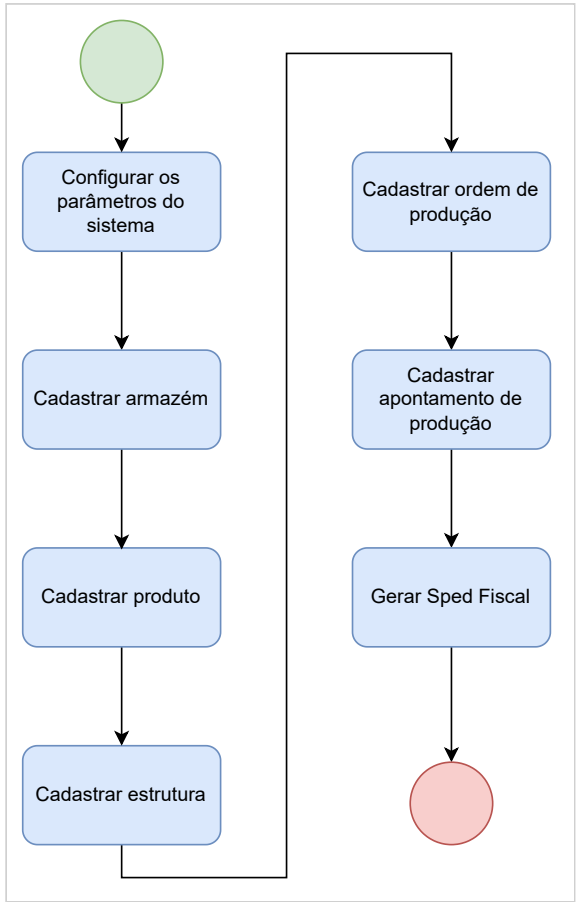 Configurar os
parâmetros do
sistema
Cadastrar armazém
Cadastrar produto
Cadastrar estrutura
Cadastrar ordem de
produção
Cadastrar
apontamento de
produção
Gerar Sped Fiscal